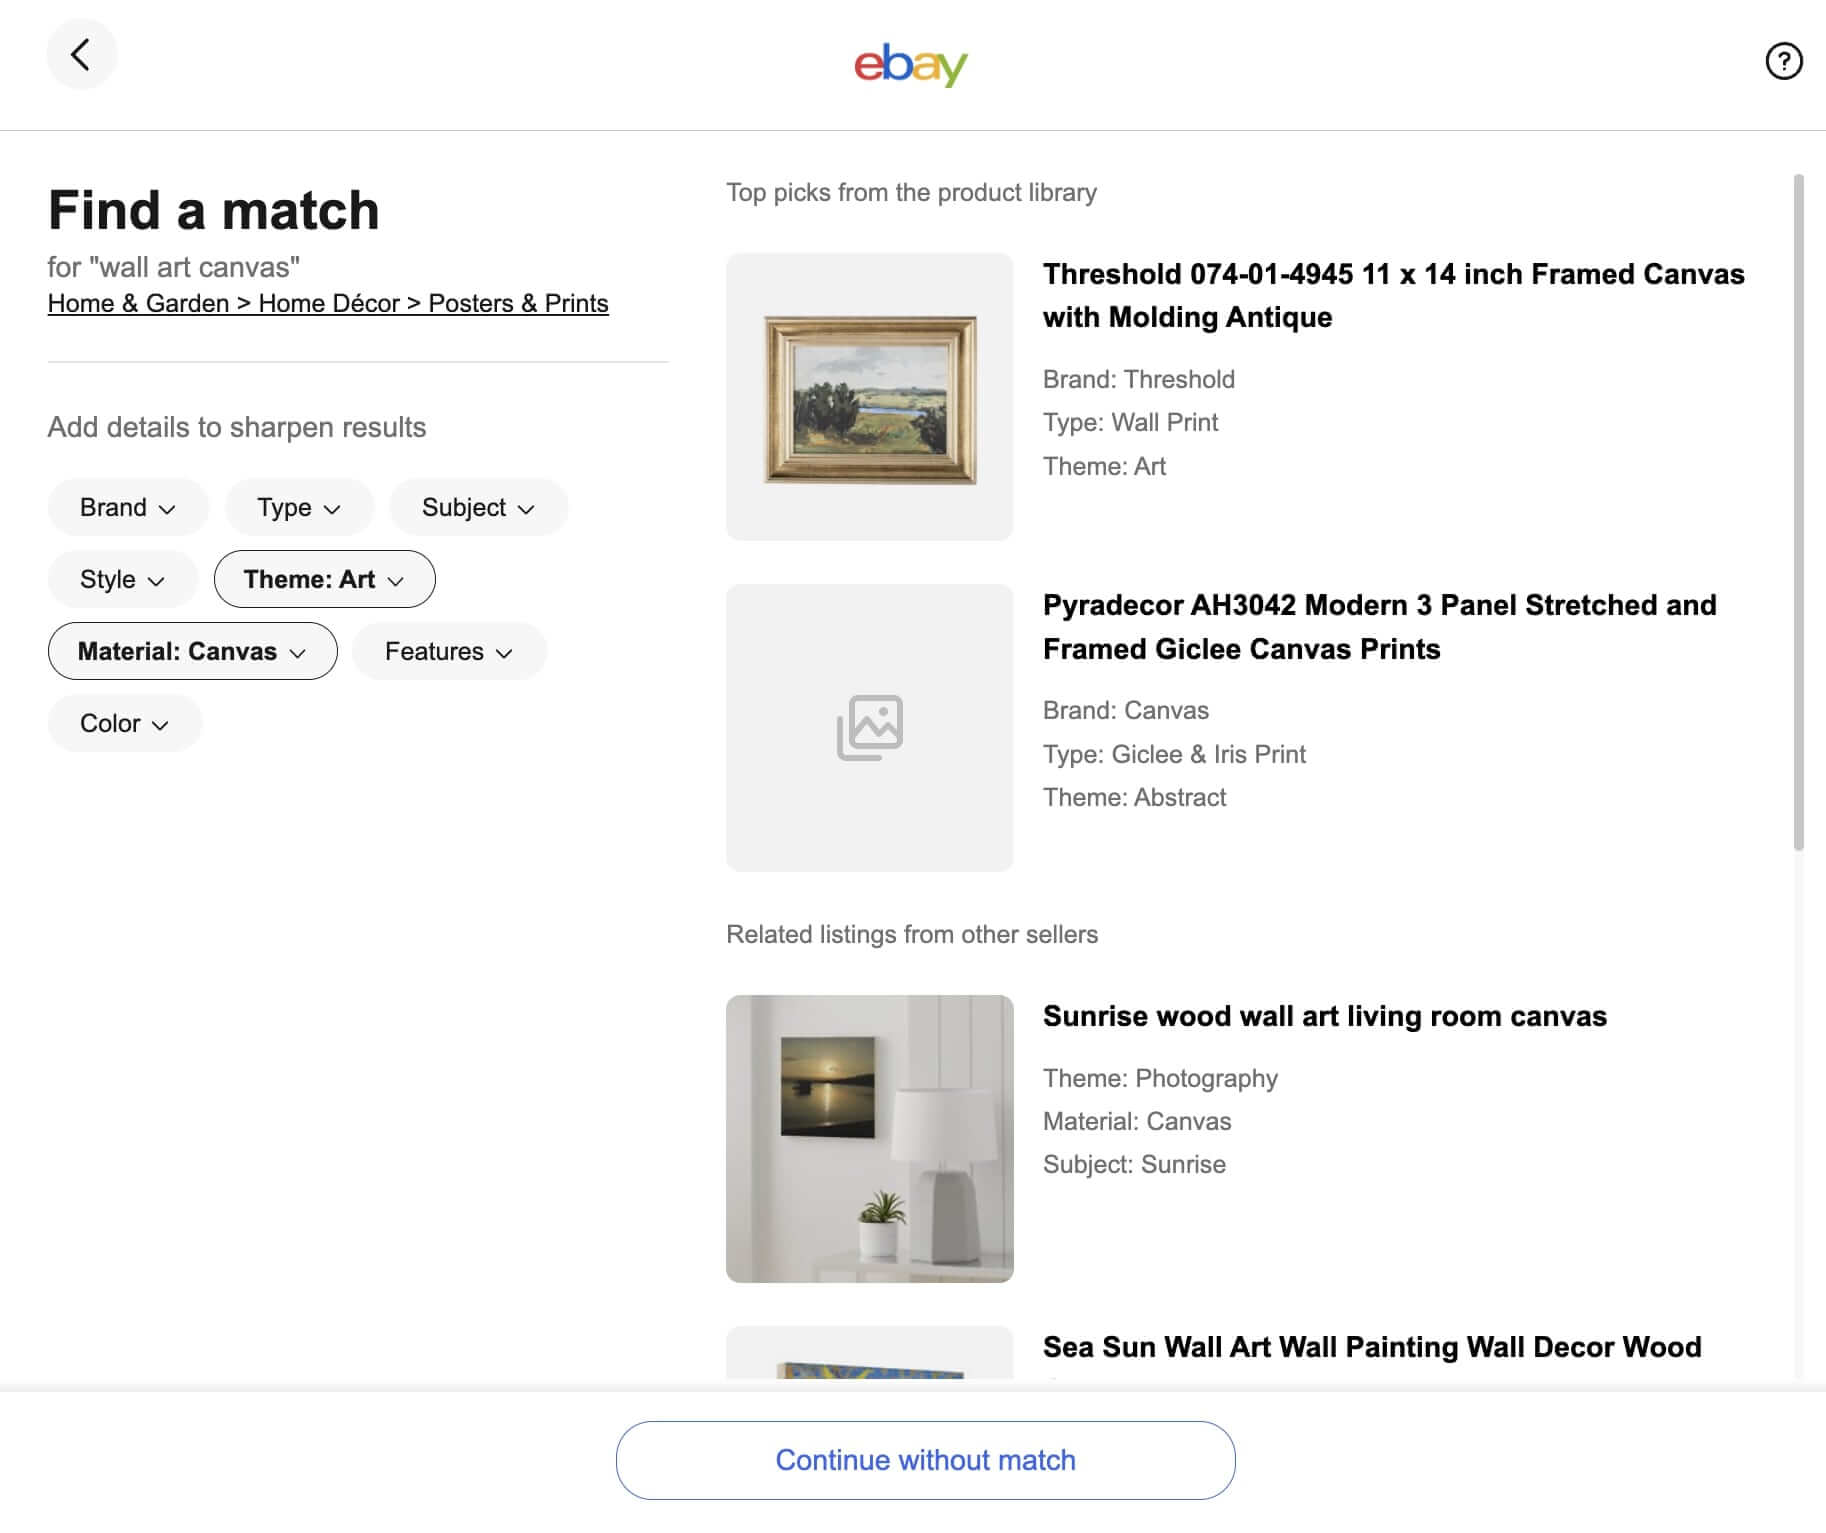 ebay
?
Find a match
for "wall art canvas"
Home & Garden > Home Décor > Posters & Prints
Add details to sharpen results
Brand
Type
Subject
Style
Theme: Art
Material: Canvas
Features
Color
Top picks from the product library
Threshold 074-01-4945 11 x 14 inch Framed Canvas
with Molding Antique
Brand: Threshold
Type: Wall Print
Theme: Art
Pyradecor AH3042 Modern 3 Panel Stretched and
Framed Giclee Canvas Prints
Brand: Canvas
Type: Giclee & Iris Print
Theme: Abstract
Related listings from other sellers
Sunrise wood wall art living room canvas
Theme: Photography
Material: Canvas
Subject: Sunrise
Sea Sun Wall Art Wall Painting Wall Decor Wood
Continue without match